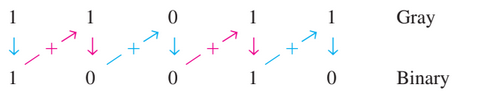 1 1 0 1 1 Gray
+ + + +
1 0 0 1 0 Binary